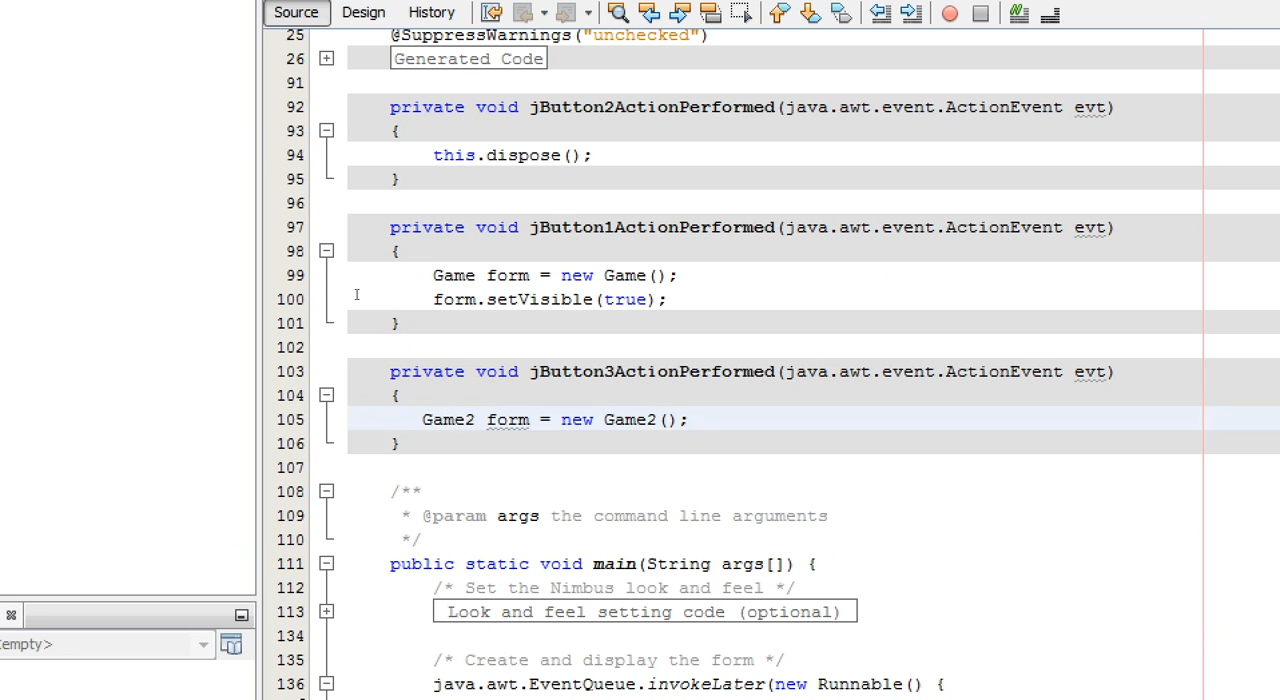 Source Design History
25 @SuppressWarnings("unchecked")
26 Generated Code
91
92 private void jButton2ActionPerformed(java.awt.event.ActionEvent evt)
93 {
94 this.dispose();
95 }
96
97 private void jButton1ActionPerformed(java.awt.event.ActionEvent evt)
98 {
99 Game form = new Game();
100 form.setVisible(true);
101 }
102
103 private void jButton3ActionPerformed(java.awt.event.ActionEvent evt)
104 {
105 Game2 form = new Game2();
106 }
107
108 /**
109 * @param args the command line arguments
110 */
111 public static void main(String args[]) {
112 /* Set the Nimbus look and feel */
113 Look and feel setting code (optional)
134
135 /* Create and display the form */
136 java.awt.EventQueue.invokeLater(new Runnable() {
empty>